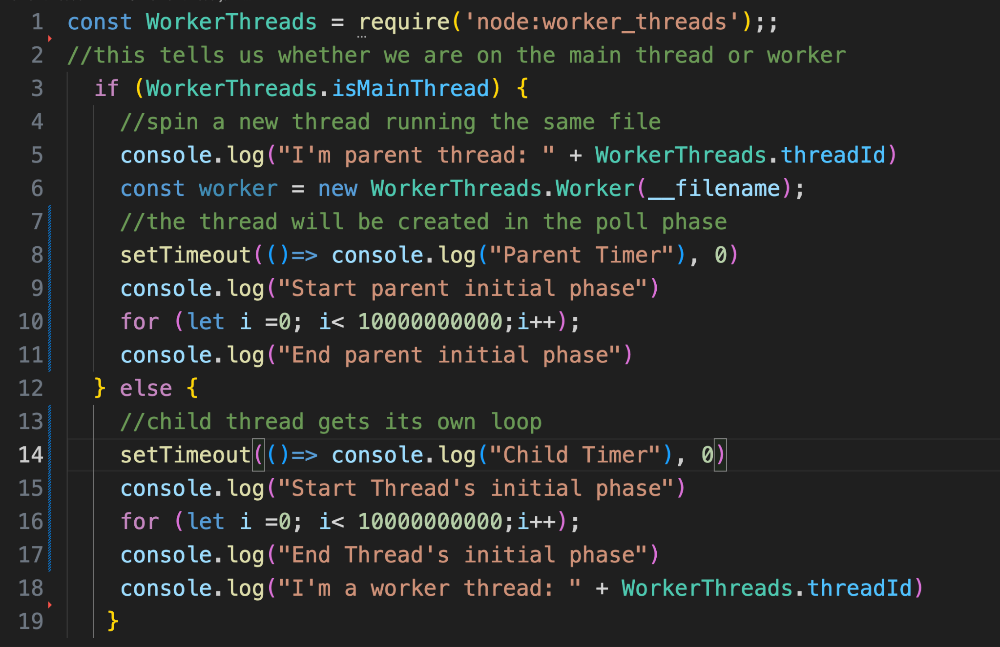 1 const WorkerThreads = require('node:worker_threads');;
2 //this tells us whether we are on the main thread or worker
3 if (WorkerThreads.isMainThread) {
4 //spin a new thread running the same file
5 console.log("I'm parent thread: " + WorkerThreads.threadId)
6 const worker = new WorkerThreads.Worker(__filename);
7 //the thread will be created in the poll phase
8 setTimeout(()=> console.log("Parent Timer"), 0)
9 console.log("Start parent initial phase")
10 for (let i =0; i< 10000000000;i++);
11 console.log("End parent initial phase")
12 } else {
13 //child thread gets its own loop
14 setTimeout(()=> console.log("Child Timer"), 0)
15 console.log("Start Thread's initial phase")
16 for (let i =0; i< 10000000000;i++);
17 console.log("End Thread's initial phase")
18 console.log("I'm a worker thread: " + WorkerThreads.threadId)
19 }